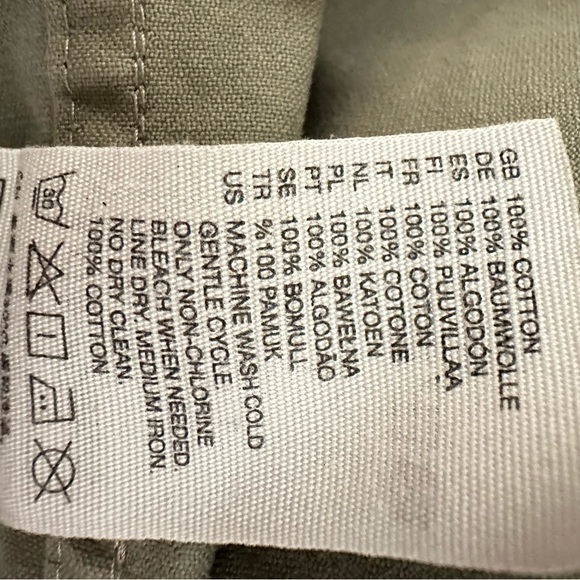 GB 100% COTTON
DE 100% BAUMWOLLE
ES 100% ALGODÓN
FI 100% PUUVILLAA
FR 100% COTON
IT 100% COTONE
NL 100% KATOEN
PL 100% BAWEŁNA
PT 100% ALGODÃO
SE 100% BOMULL
TR %100 PAMUK
US MACHINE WASH COLD
GENTLE CYCLE
ONLY NON-CHLORINE
BLEACH WHEN NEEDED
LINE DRY. MEDIUM IRON.
NO DRY CLEAN
100% COTTON
30